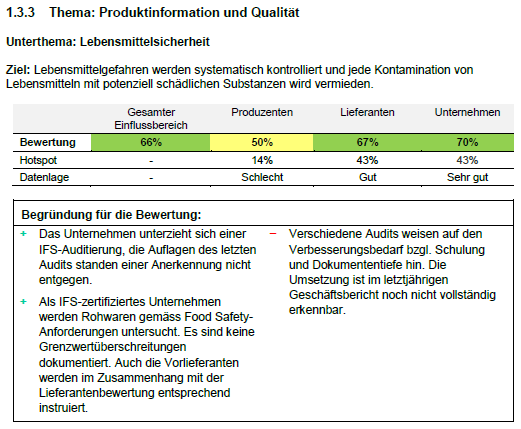 1.3.3 Thema: Produktinformation und Qualität
Unterthema: Lebensmittelsicherheit
Ziel: Lebensmittelgefahren werden systematisch kontrolliert und jede Kontamination von
Lebensmitteln mit potenziell schädlichen Substanzen wird vermieden.
Gesamter Einflussbereich Produzenten Lieferanten Unternehmen
Bewertung 66% 50% 67% 70%
Hotspot - 14% 43% 43%
Datenlage - Schlecht Gut Sehr gut
Begründung für die Bewertung:
+ Das Unternehmen unterzieht sich einer
IFS-Auditierung, die Auflagen des letzten
Audits standen einer Anerkennung nicht
entgegen.
+ Als IFS-zertifiziertes Unternehmen
werden Rohwaren gemäss Food Safety-
Anforderungen untersucht. Es sind keine
Grenzwertüberschreitungen
dokumentiert. Auch die Vorlieferanten
werden im Zusammenhang mit der
Lieferantenbewertung entsprechend
instruiert.
− Verschiedene Audits weisen auf den
Verbesserungsbedarf bzgl. Schulung
und Dokumententiefe hin. Die
Umsetzung ist im letztjährigen
Geschäftsbericht noch nicht vollständig
erkennbar.